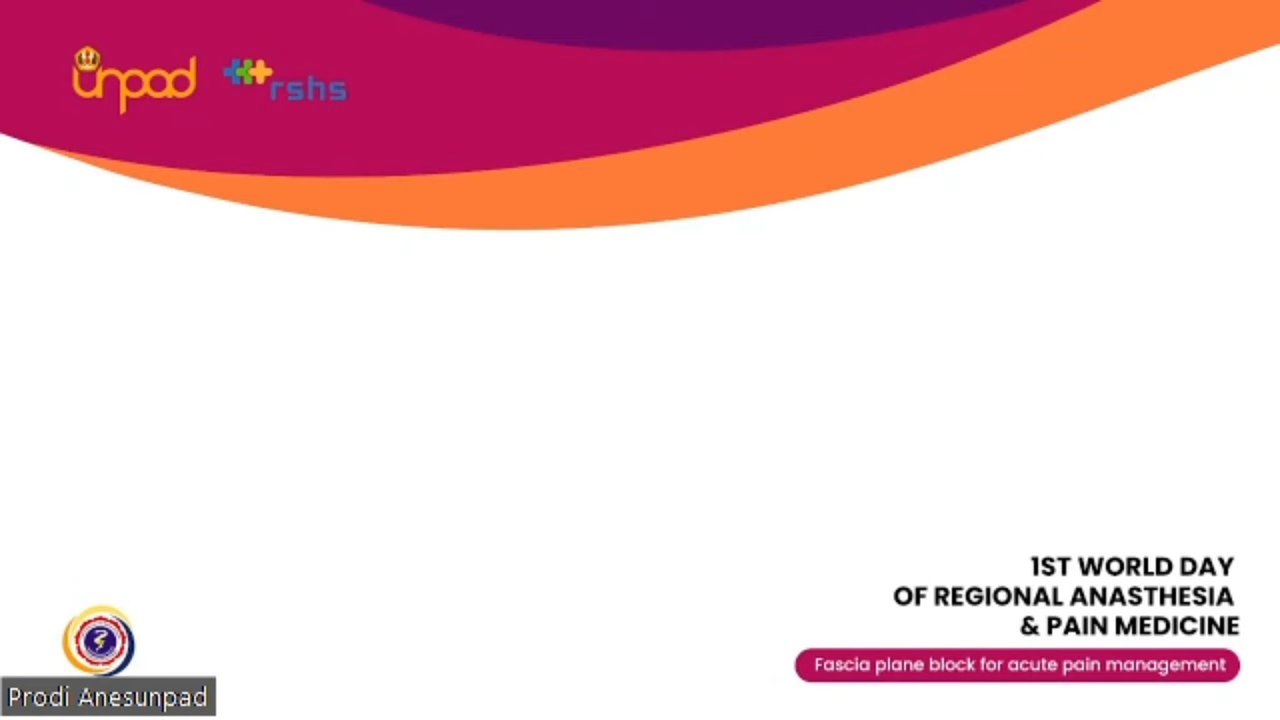 unpad
rshs
1ST WORLD DAY
OF REGIONAL ANASTHESIA
& PAIN MEDICINE
Fascia plane block for acute pain management
Prodi Anesunpad